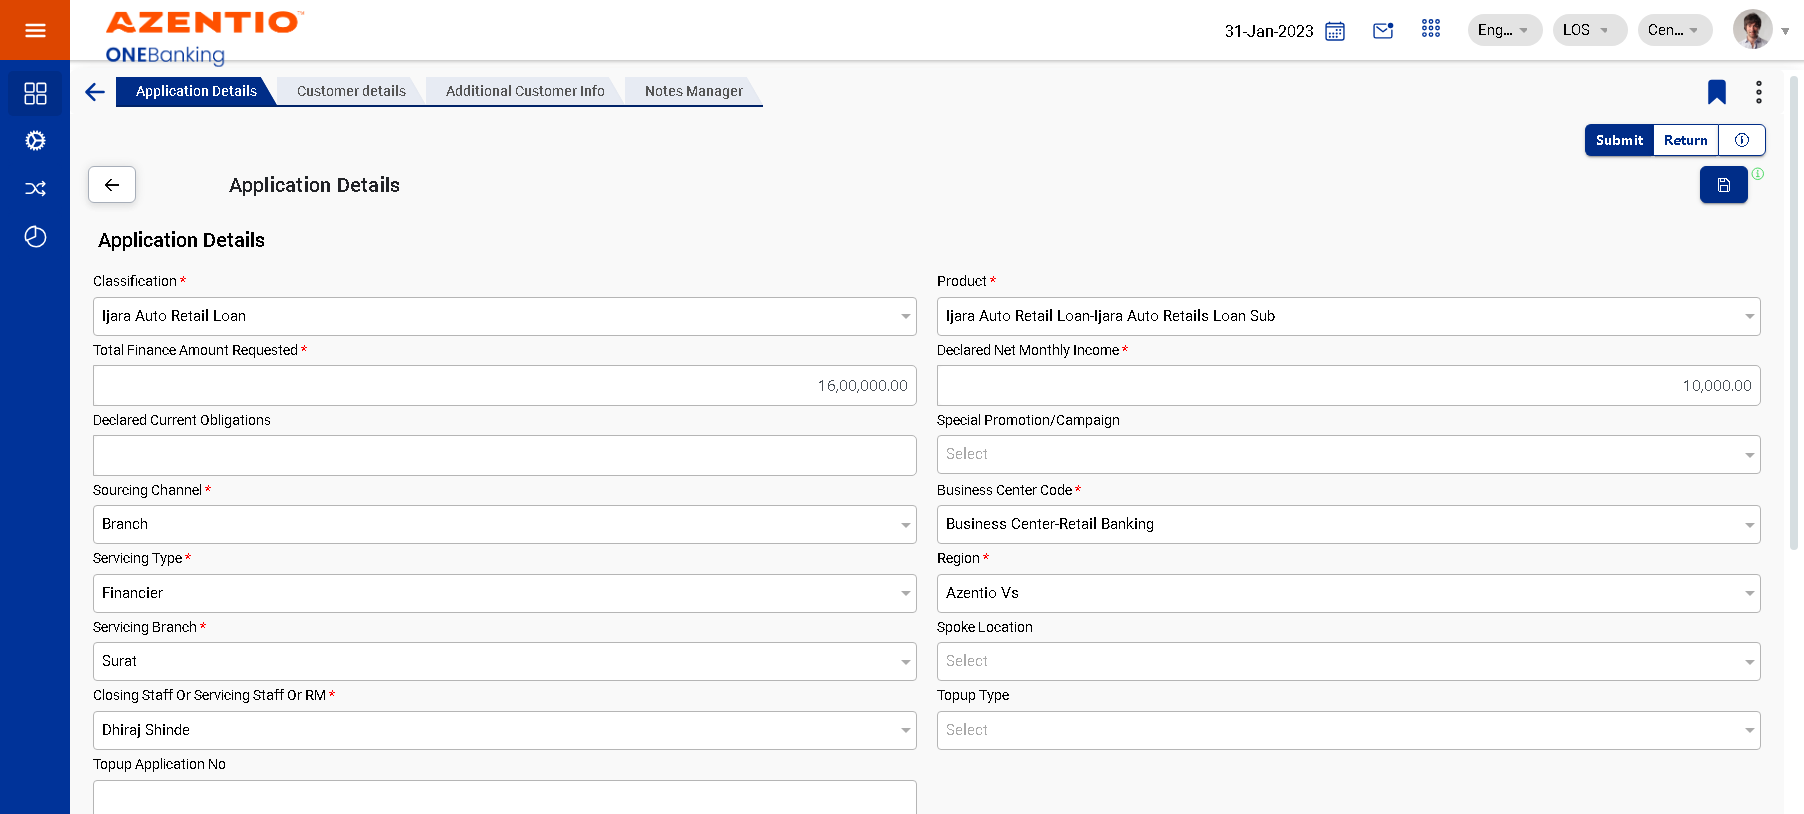 AZENTIO™
ONEBanking
31-Jan-2023
Eng...
LOS
Cen...
Application Details
Customer details
Additional Customer Info
Notes Manager
Submit
Return
Application Details
Application Details
Classification *
Product *
Ijara Auto Retail Loan
Ijara Auto Retail Loan-Ijara Auto Retails Loan Sub
Total Finance Amount Requested *
Declared Net Monthly Income *
16,00,000.00
10,000.00
Declared Current Obligations
Special Promotion/Campaign
Select
Sourcing Channel *
Business Center Code *
Branch
Business Center-Retail Banking
Servicing Type *
Region *
Financier
Azentio Vs
Servicing Branch *
Spoke Location
Surat
Select
Closing Staff Or Servicing Staff Or RM *
Topup Type
Dhiraj Shinde
Select
Topup Application No